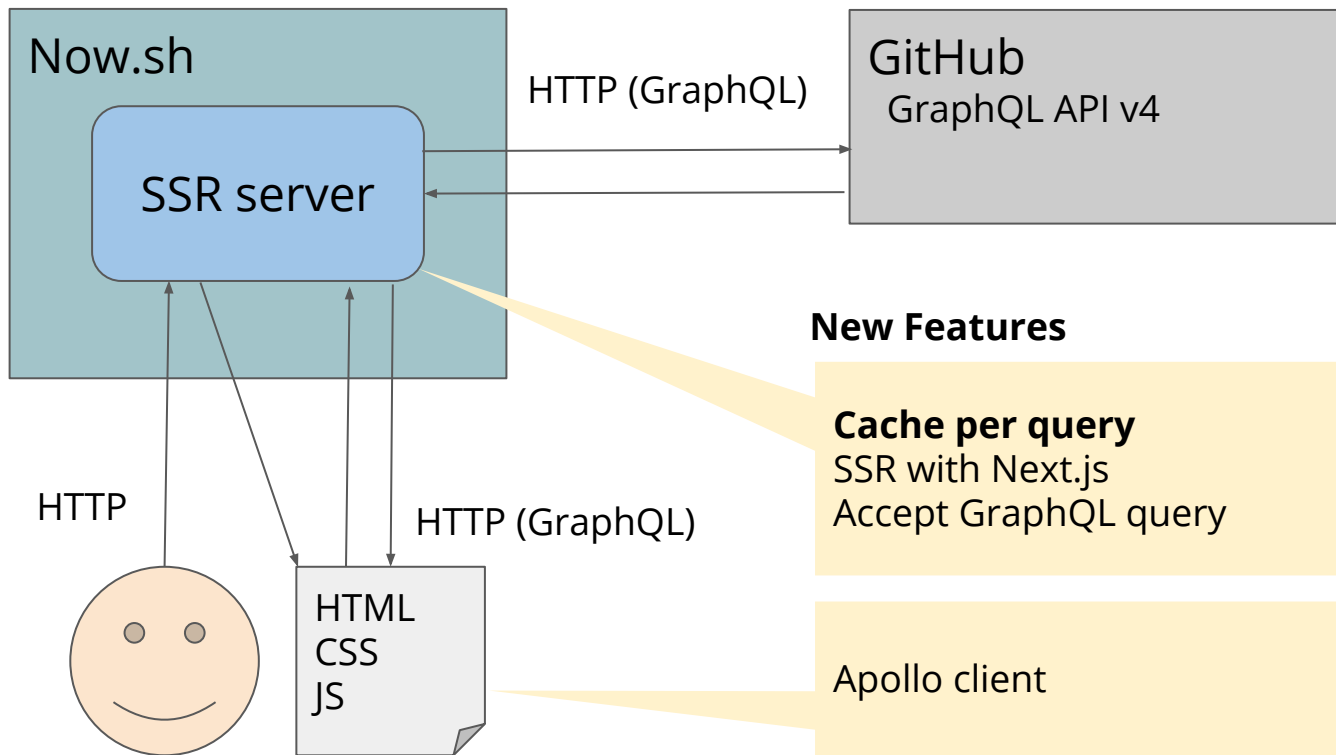 Now.sh
SSR server
HTTP (GraphQL)
GitHub
GraphQL API v4
New Features
Cache per query
SSR with Next.js
Accept GraphQL query
HTTP
HTTP (GraphQL)
HTML
CSS
JS
Apollo client